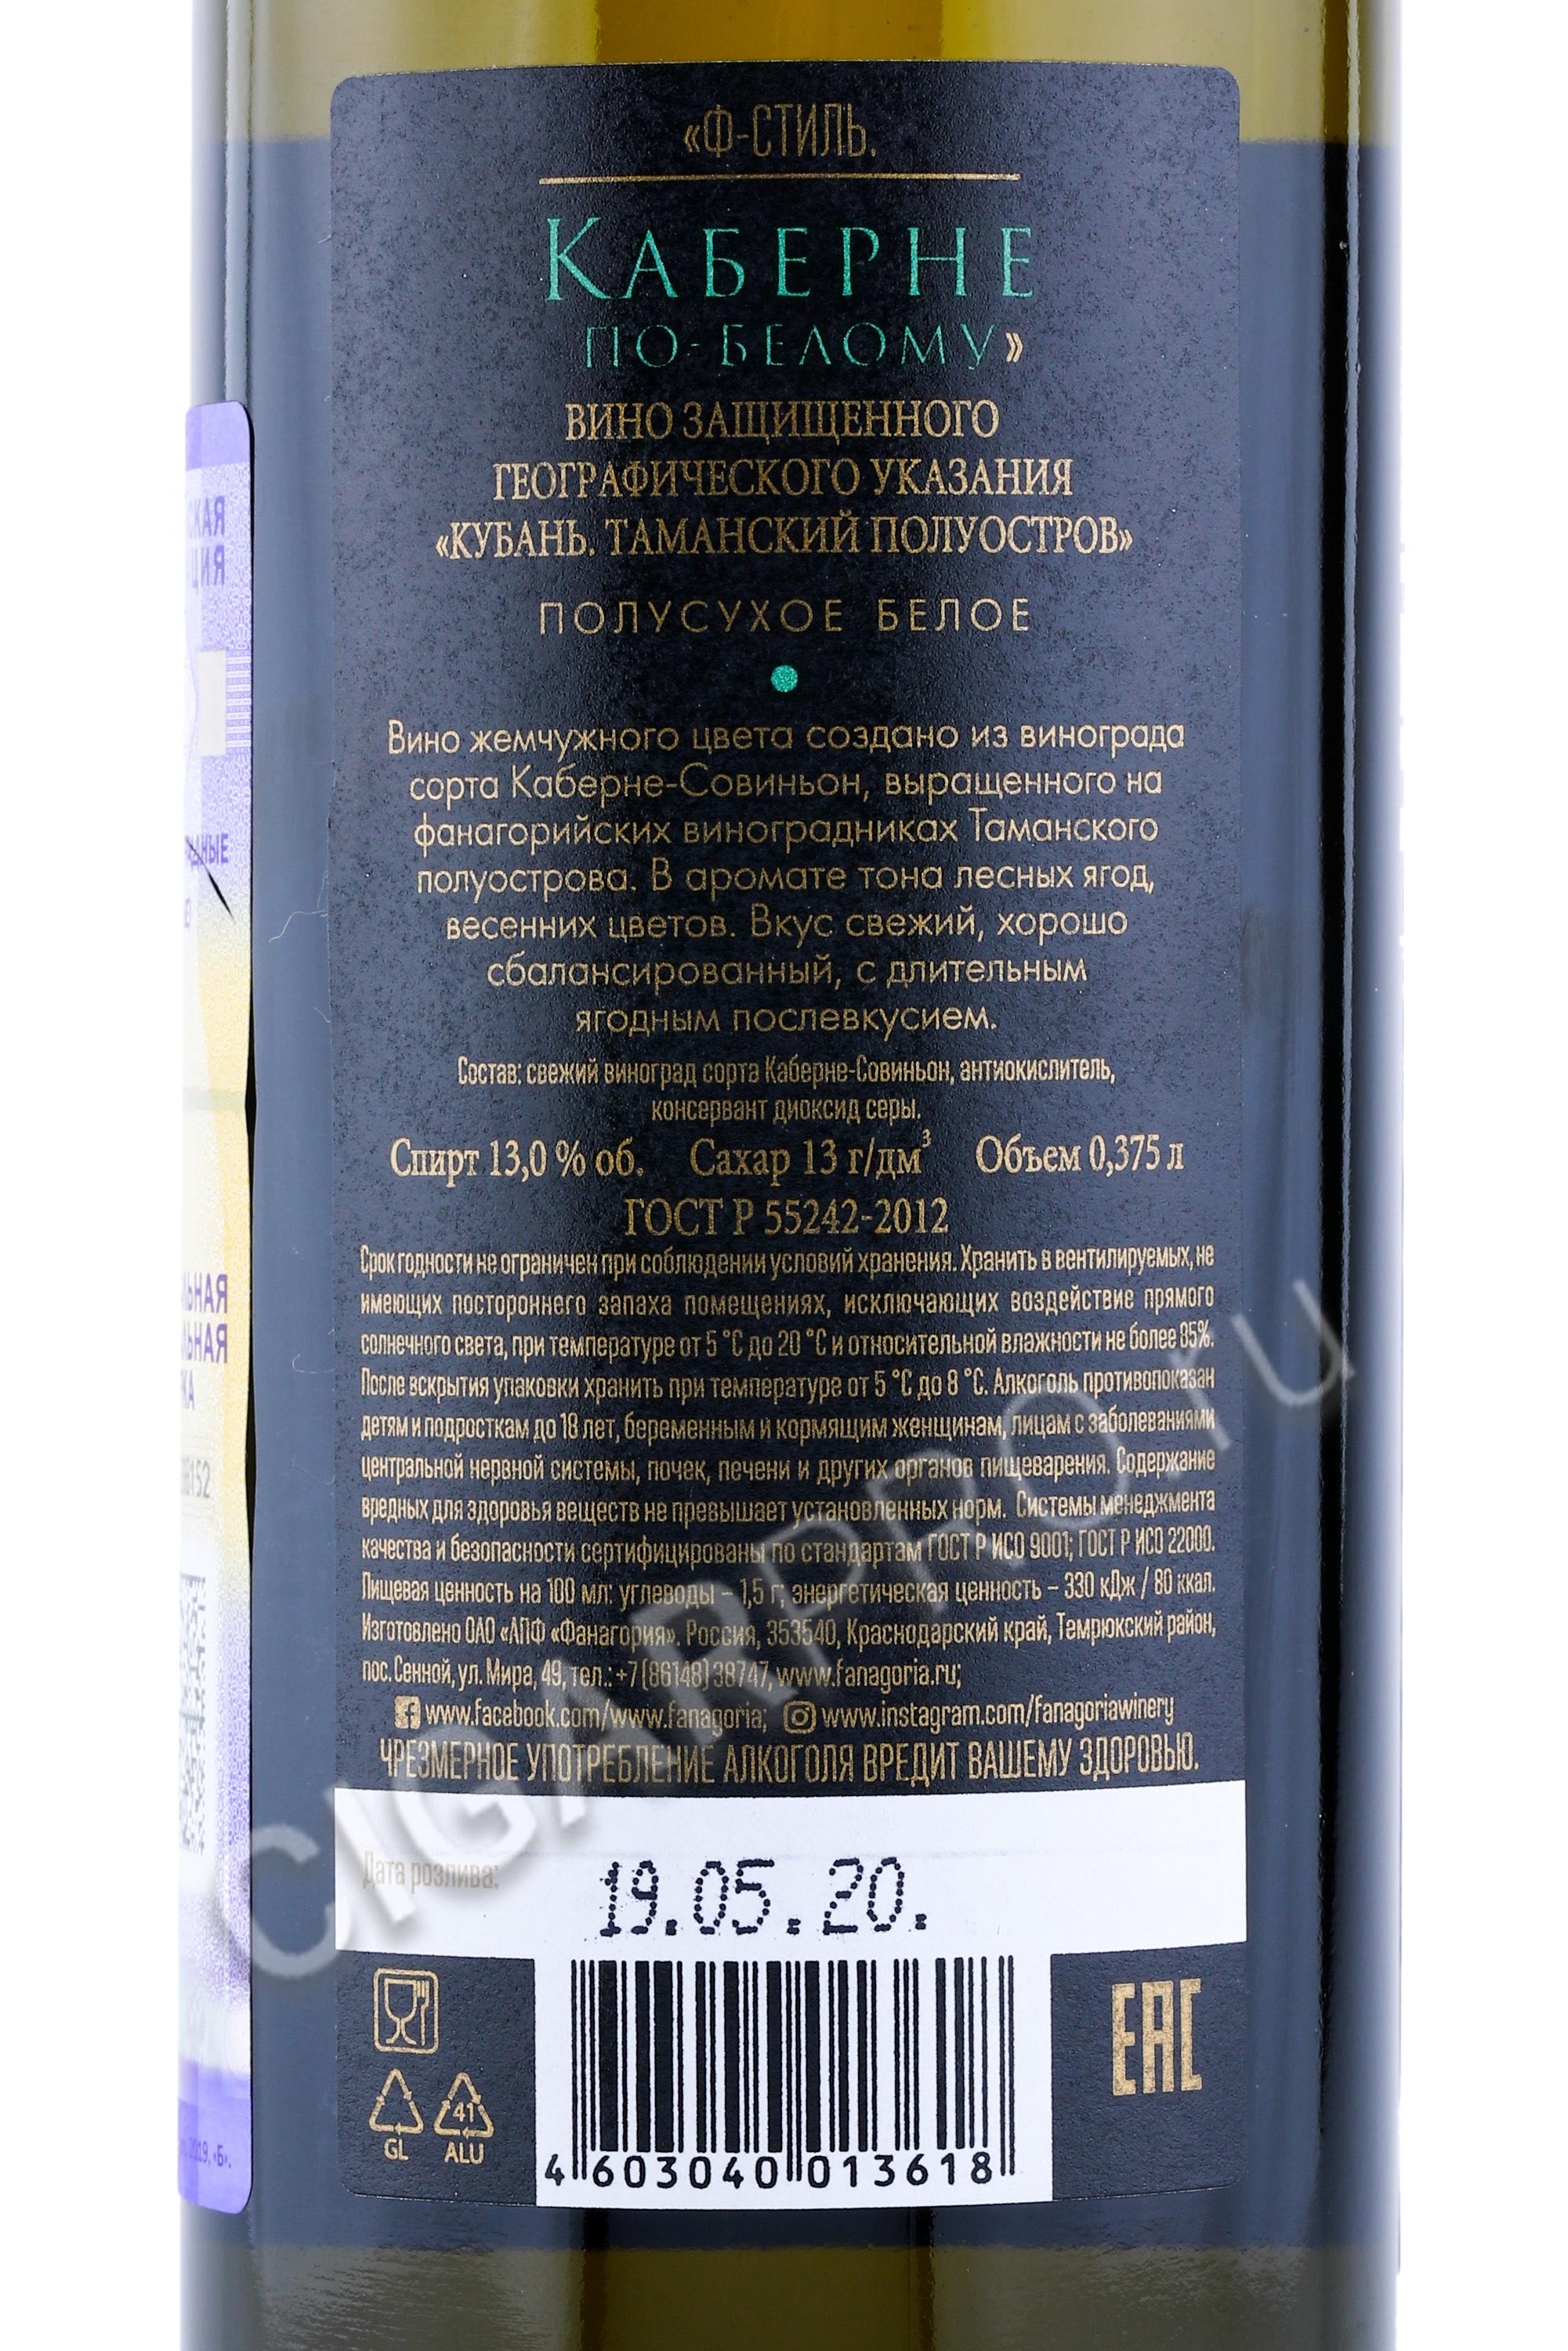 «Ф-СТИЛЬ.
КАБЕРНЕ
ПО-БЕЛОМУ»
ВИНО ЗАЩИЩЕННОГО
ГЕОГРАФИЧЕСКОГО УКАЗАНИЯ
«КУБАНЬ. ТАМАНСКИЙ ПОЛУОСТРОВ»
ПОЛУСУХОЕ БЕЛОЕ
Вино жемчужного цвета создано из винограда
сорта Каберне-Совиньон, выращенного на
фанагорийских виноградниках Таманского
полуострова. В аромате тона лесных ягод,
весенних цветов. Вкус свежий, хорошо
сбалансированный, с длительным
ягодным послевкусием.
Состав: свежий виноград сорта Каберне-Совиньон, антиокислитель,
консервант диоксид серы.
Спирт 13,0 % об. Сахар 13 г/дм³ Объем 0,375 л
ГОСТ Р 55242-2012
Срок годности не ограничен при соблюдении условий хранения. Хранить в вентилируемых, не
имеющих постороннего запаха помещениях, исключающих воздействие прямого
солнечного света, при температуре от 5 °С до 20 °С и относительной влажности не более 85%.
После вскрытия упаковки хранить при температуре от 5 °С до 8 °С. Алкоголь противопоказан
детям и подросткам до 18 лет, беременным и кормящим женщинам, лицам с заболеваниями
центральной нервной системы, почек, печени и других органов пищеварения. Содержание
вредных для здоровья веществ не превышает установленных норм. Системы менеджмента
качества и безопасности сертифицированы по стандартам ГОСТ Р ИСО 9001; ГОСТ Р ИСО 22000.
Пищевая ценность на 100 мл: углеводы – 1,5 г; энергетическая ценность – 330 кДж / 80 ккал.
Изготовлено ОАО «АПФ «Фанагория». Россия, 353540, Краснодарский край, Темрюкский район,
пос. Сенной, ул. Мира, 49, тел.: +7 (86148) 38747, www.fanagoria.ru;
www.facebook.com/www.fanagoria; www.instagram.com/fanagoriawinery
ЧРЕЗМЕРНОЕ УПОТРЕБЛЕНИЕ АЛКОГОЛЯ ВРЕДИТ ВАШЕМУ ЗДОРОВЬЮ.
Дата розлива: 19.05.20.
EAC
41
GL ALU
4 603040 013618
CIGARPRO.ru